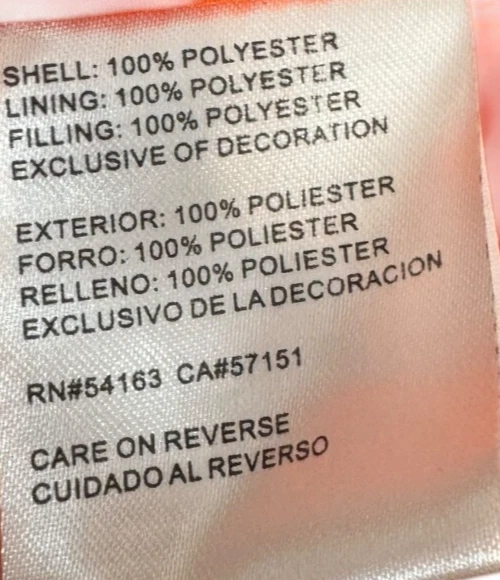 SHELL: 100% POLYESTER
LINING: 100% POLYESTER
FILLING: 100% POLYESTER
EXCLUSIVE OF DECORATION
EXTERIOR: 100% POLIESTER
FORRO: 100% POLIESTER
RELLENO: 100% POLIESTER
EXCLUSIVO DE LA DECORACION
RN#54163 CA#57151
CARE ON REVERSE
CUIDADO AL REVERSO